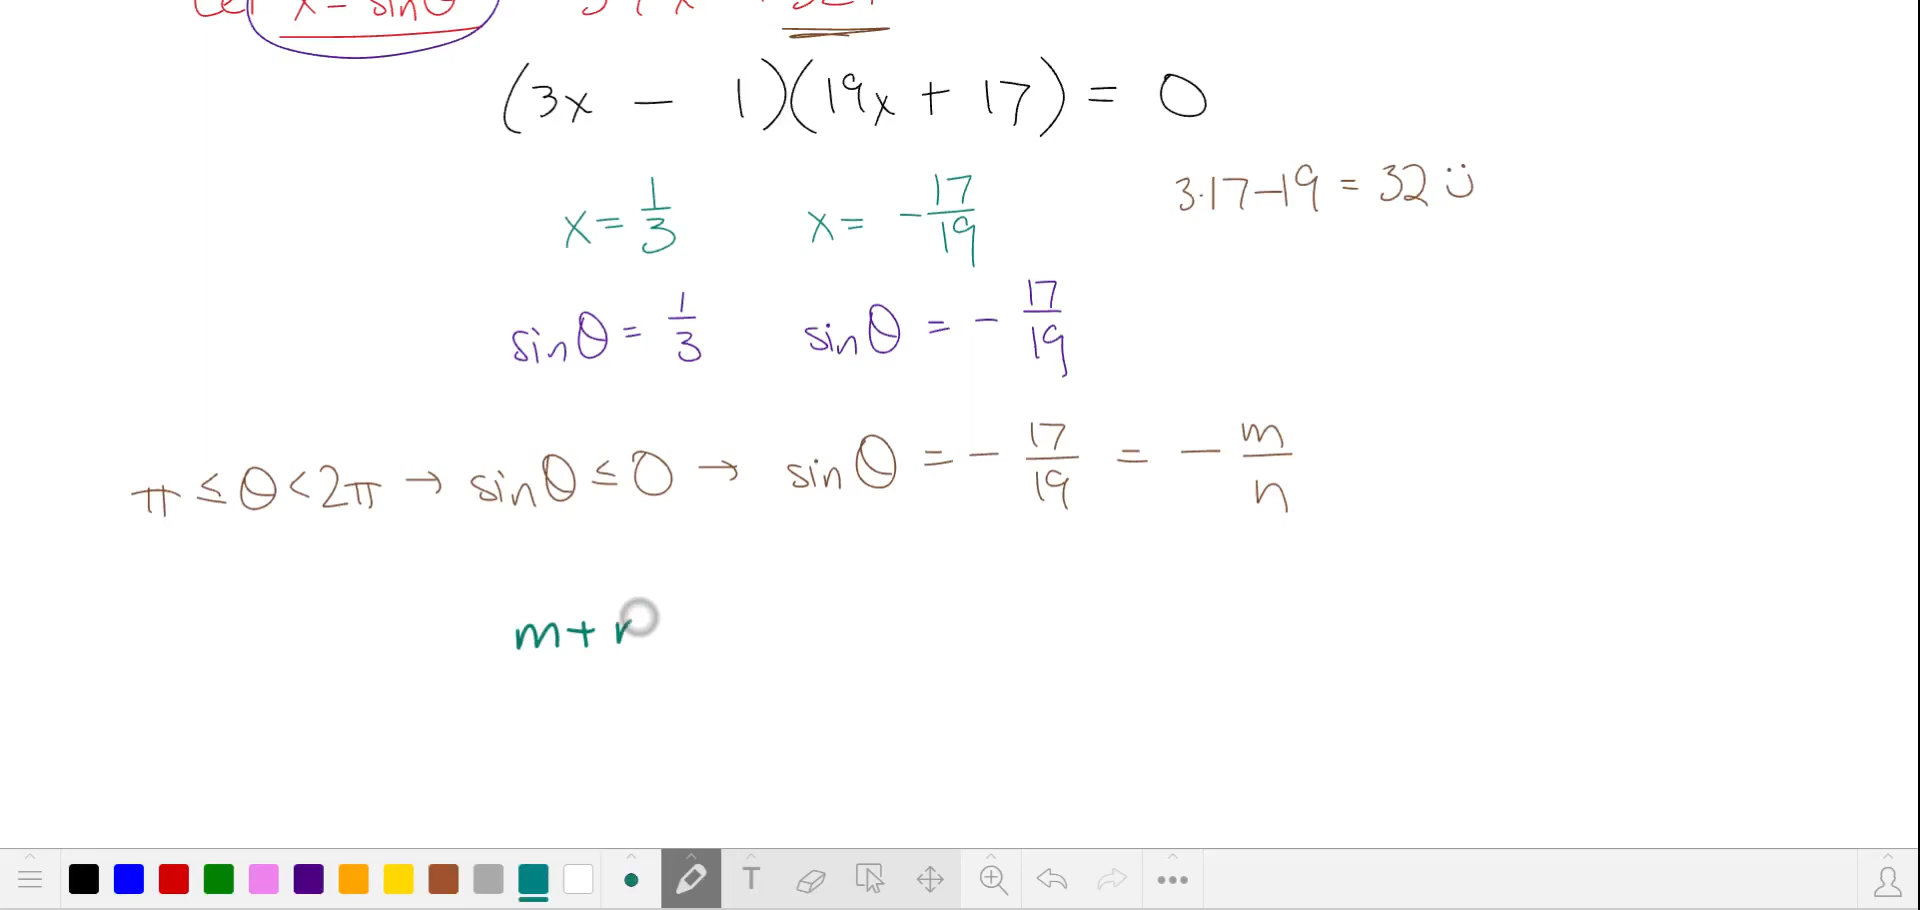 x = sinθ
(3x - 1)(19x + 17) = 0
x = 1/3   x = -17/19   3·17-19 = 32
sinθ = 1/3   sinθ = -17/19
π ≤ θ < 2π → sinθ ≤ 0 → sinθ = -17/19 = -m/n
m +
T